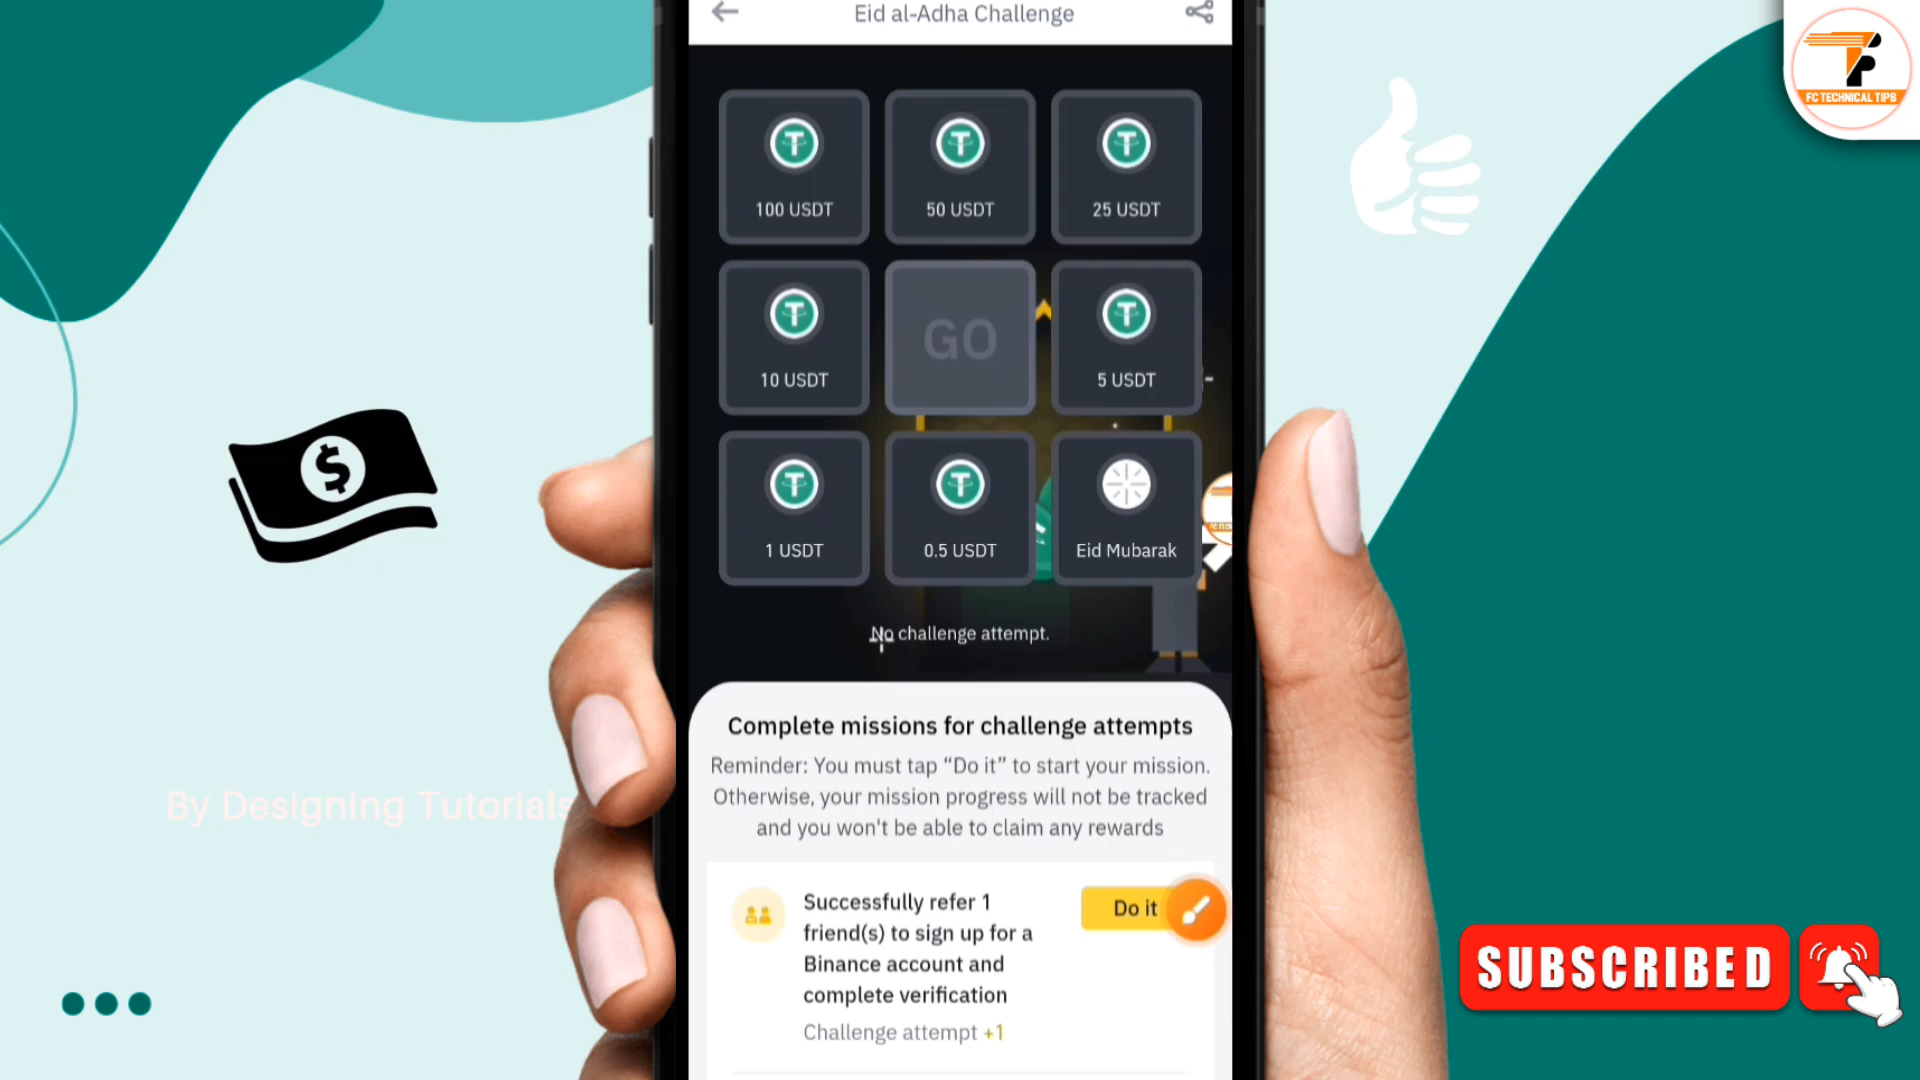 Eid al-Adha Challenge
FC TECHNICAL TIPS
100 USDT
50 USDT
25 USDT
10 USDT
GO
5 USDT
1 USDT
0.5 USDT
Eid Mubarak
No challenge attempt.
Complete missions for challenge attempts
Reminder: You must tap “Do it” to start your mission.
Otherwise, your mission progress will not be tracked
and you won't be able to claim any rewards
Successfully refer 1
friend(s) to sign up for a
Binance account and
complete verification
Do it
Challenge attempt +1
By Designing Tutorials
SUBSCRIBED